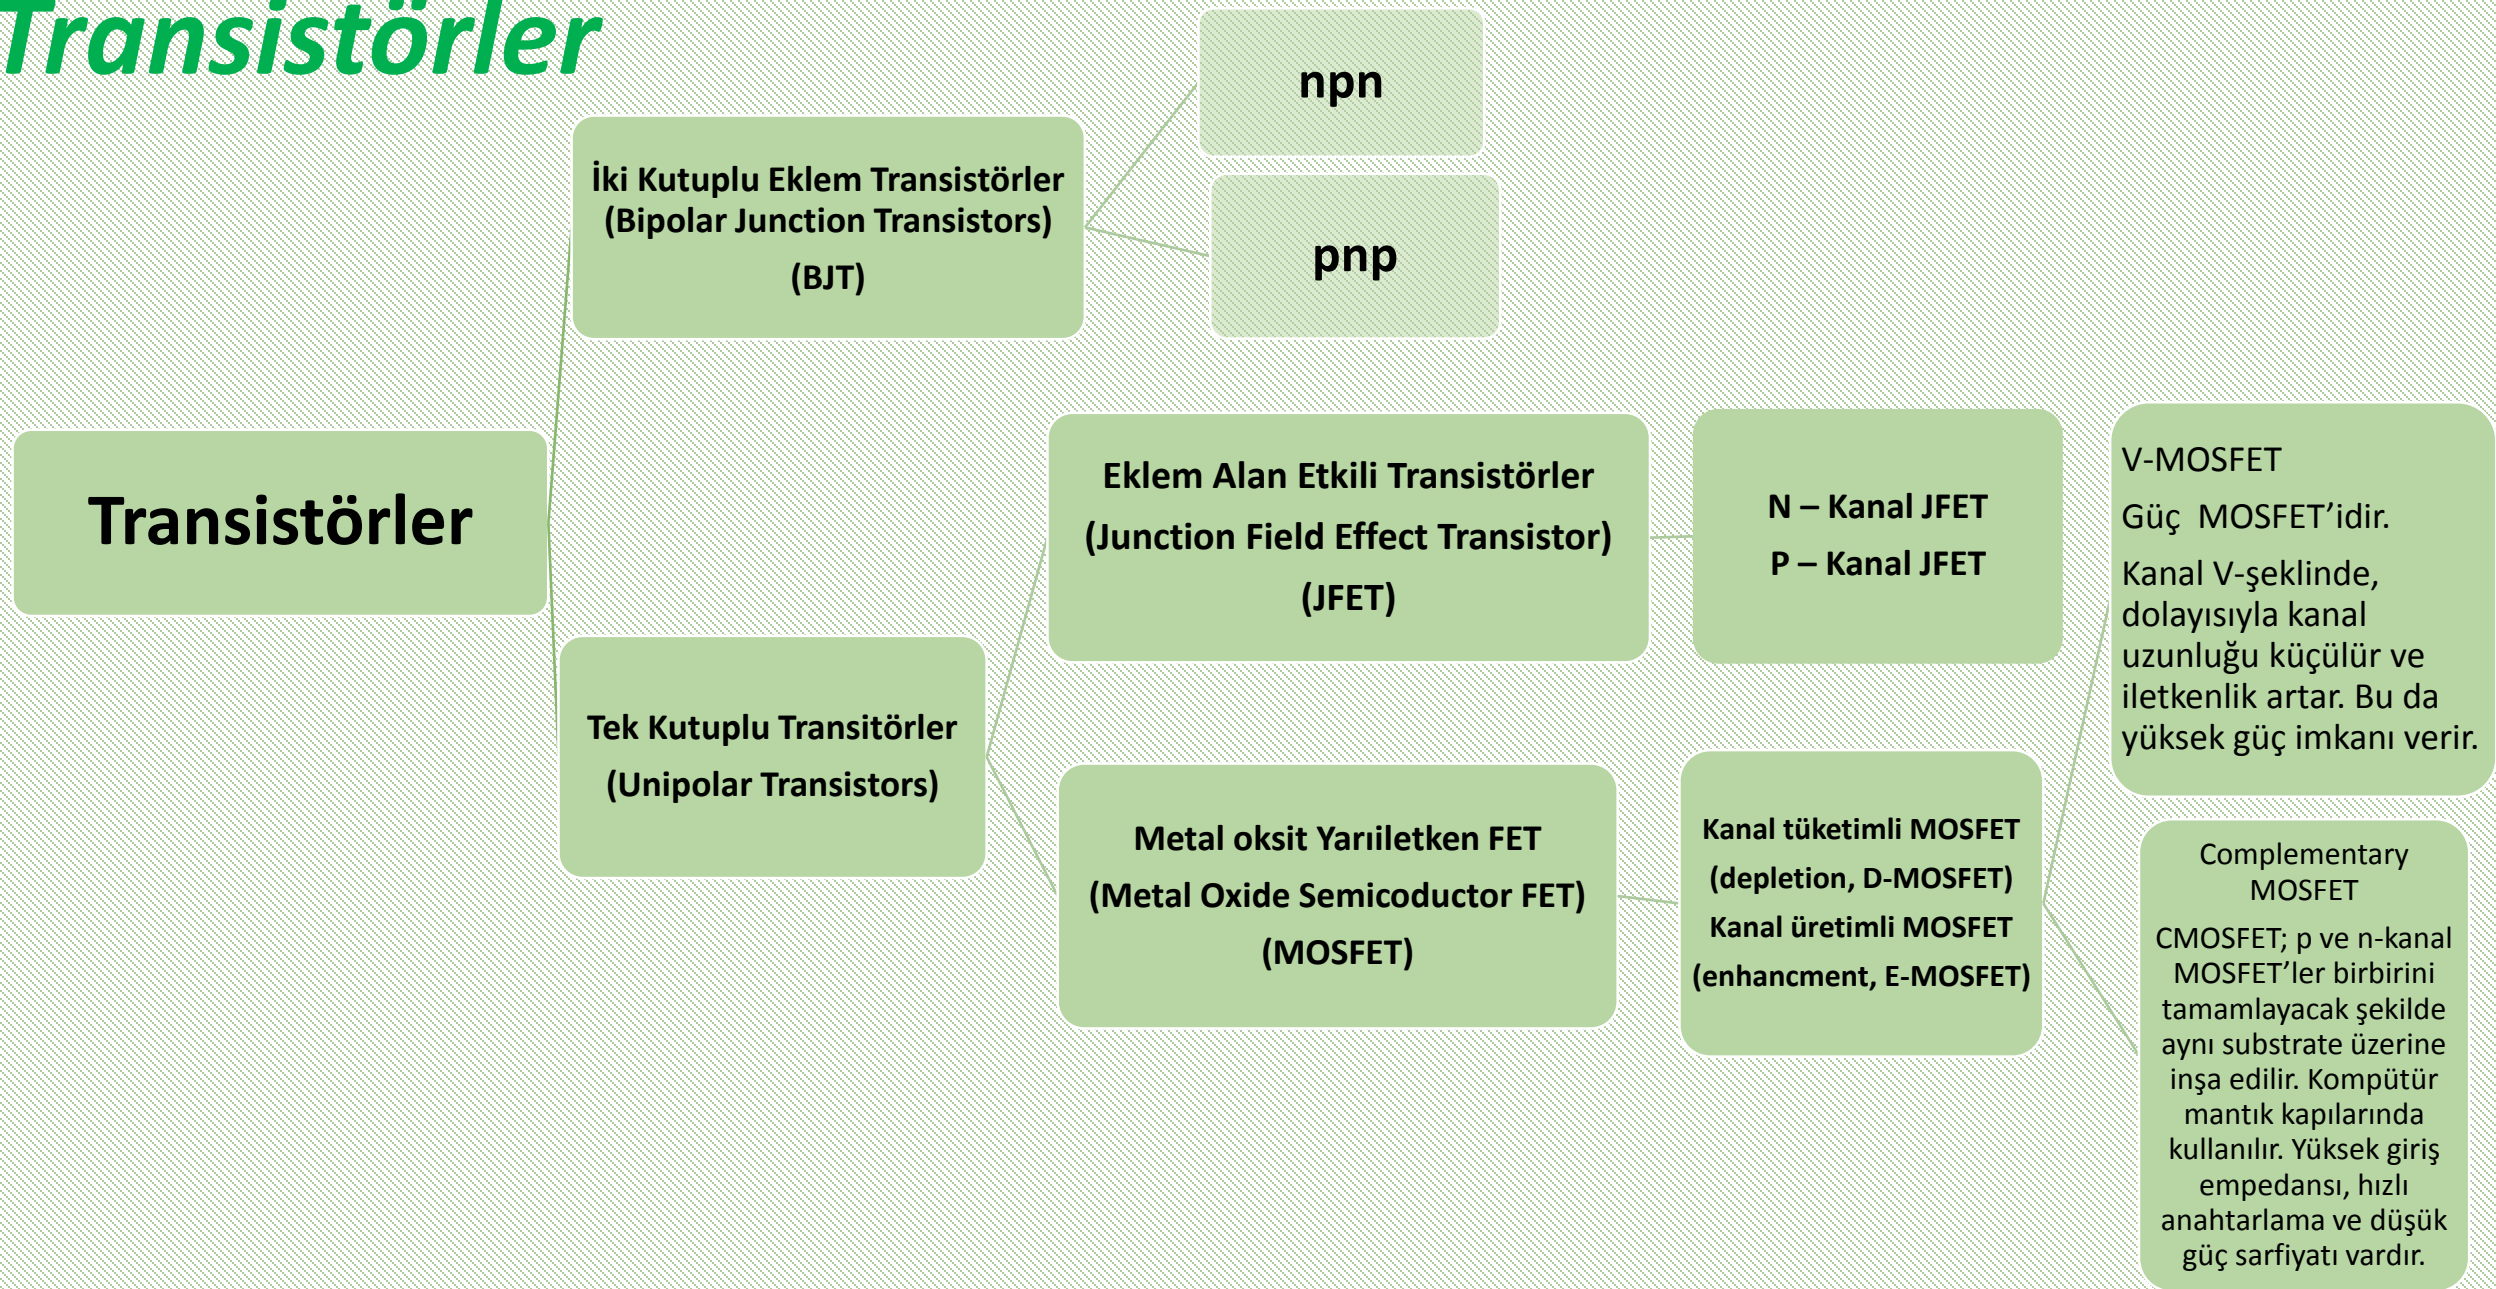 Transistörler
npn
İki Kutuplu Eklem Transistörler
(Bipolar Junction Transistors)
(BJT)
pnp
Transistörler
Eklem Alan Etkili Transistörler
(Junction Field Effect Transistor)
(JFET)
N – Kanal JFET
P – Kanal JFET
V-MOSFET
Güç  MOSFET’idir.
Kanal V-şeklinde,
dolayısıyla kanal
uzunluğu küçülür ve
iletkenlik artar. Bu da
yüksek güç imkanı verir.
Tek Kutuplu Transitörler
(Unipolar Transistors)
Metal oksit Yarıiletken FET
(Metal Oxide Semicoductor FET)
(MOSFET)
Kanal tüketimli MOSFET
(depletion, D-MOSFET)
Kanal üretimli MOSFET
(enhancment, E-MOSFET)
Complementary
MOSFET
CMOSFET; p ve n-kanal
MOSFET’ler birbirini
tamamlayacak şekilde
aynı substrate üzerine
inşa edilir. Kompütür
mantık kapılarında
kullanılır. Yüksek giriş
empedansı, hızlı
anahtarlama ve düşük
güç sarfiyatı vardır.